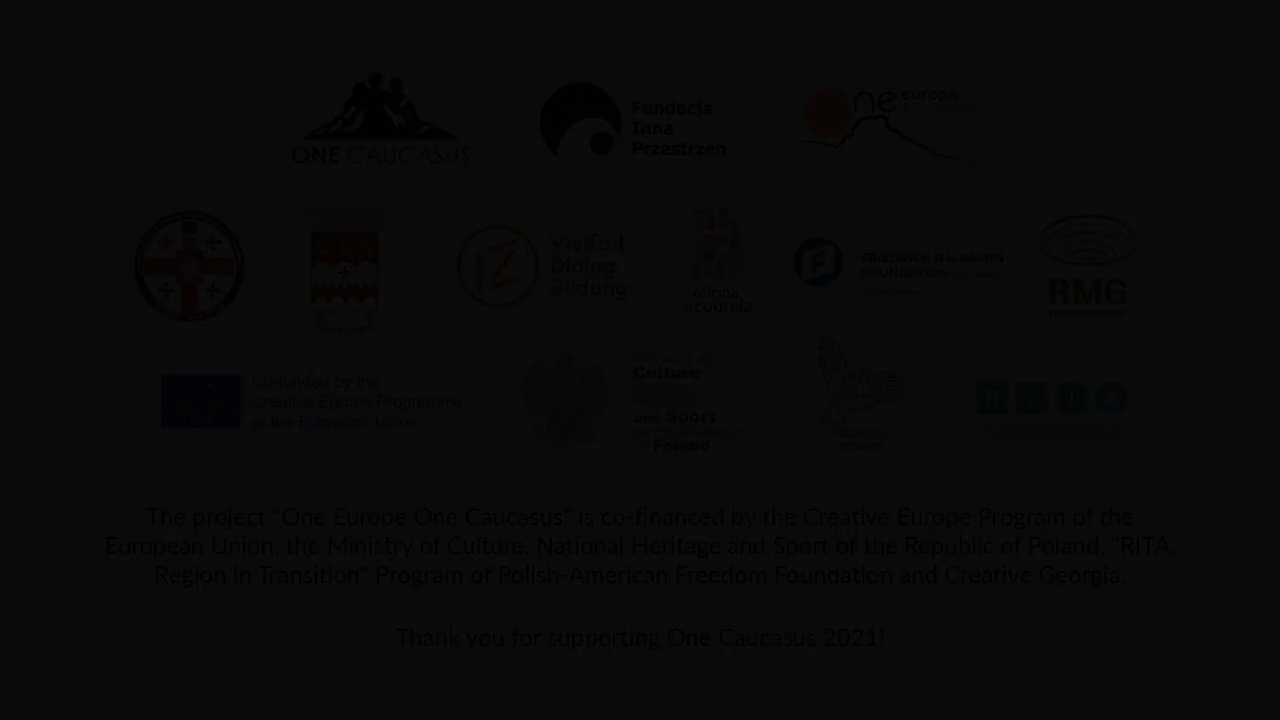 ONE CAUCASUS
Fundacja
Inna
Przestrzeń
ne europe
IZ
Vielfalt
Dialog
Bildung
oficina
FRIEDRICH NAUMANN
FOUNDATION
RMG
Co-funded by the
Creative Europe Programme
of the European Union
Culture
and Sport
of Poland
The project "One Europe One Caucasus" is co-financed by the Creative Europe Program of the
European Union, the Ministry of Culture, National Heritage and Sport of the Republic of Poland, "RITA
Region in Transition" Program of Polish-American Freedom Foundation and Creative Georgia.
Thank you for supporting One Caucasus 2021!